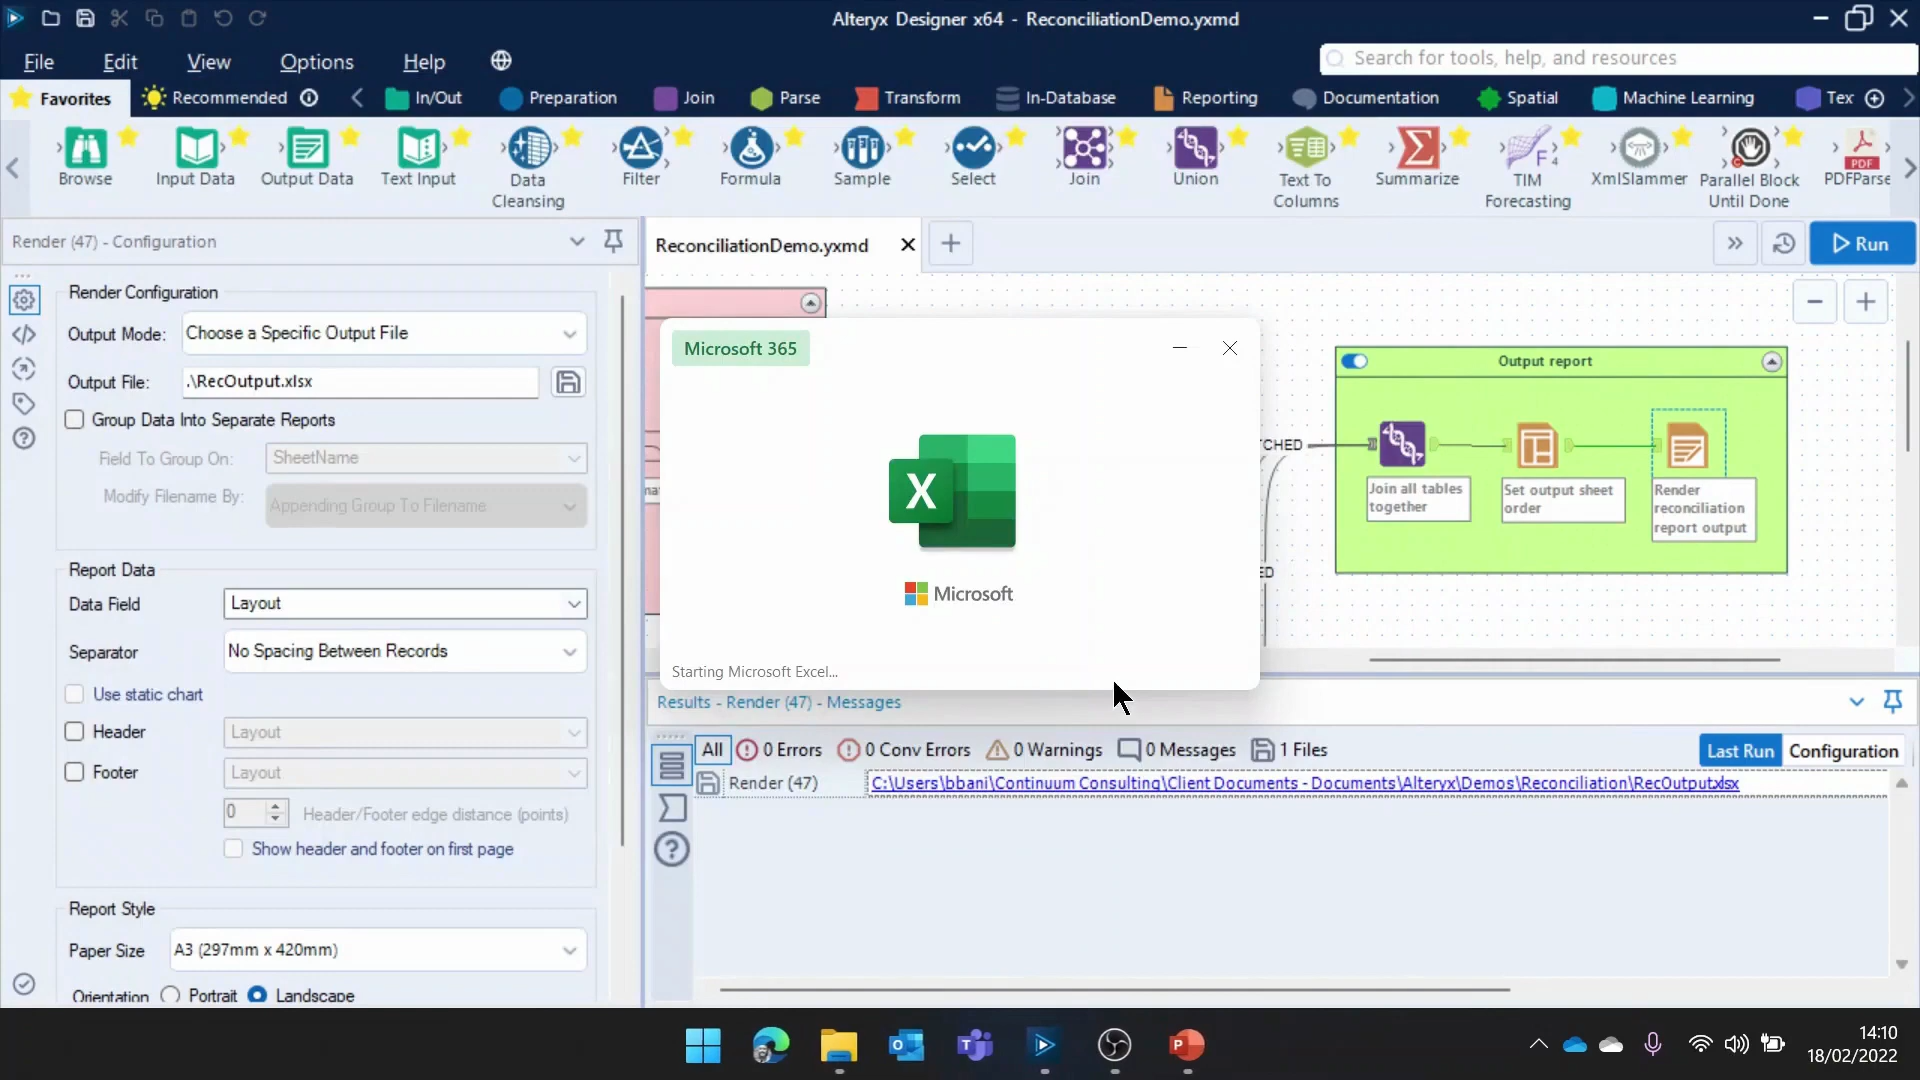 Alteryx Designer x64 - ReconciliationDemo.yxmd
File Edit View Options Help
Search for tools, help, and resources
Favorites Recommended In/Out Preparation Join Parse Transform In-Database Reporting Documentation Spatial Machine Learning Tex
Browse Input Data Output Data Text Input Data Cleansing Filter Formula Sample Select Join Union Text To Columns Summarize TIM Forecasting XmlSlammer Parallel Block Until Done PDFParse
PDF
Render (47) - Configuration
ReconciliationDemo.yxmd
Run
Render Configuration
Output Mode: Choose a Specific Output File
Output File: .\RecOutput.xlsx
Group Data Into Separate Reports
Field To Group On: SheetName
Modify Filename By: Appending Group To Filename
Report Data
Data Field Layout
Separator No Spacing Between Records
Use static chart
Header Layout
Footer Layout
0 Header/Footer edge distance (points)
Show header and footer on first page
Report Style
Paper Size A3 (297mm x 420mm)
Orientation Portrait Landscape
Microsoft 365
X
Microsoft
Starting Microsoft Excel...
TCHED
ED
Output report
Join all tables together
Set output sheet order
Render reconciliation report output
Results - Render (47) - Messages
All 0 Errors 0 Conv Errors 0 Warnings 0 Messages 1 Files Last Run Configuration
Render (47) C:\Users\bbani\Continuum Consulting\Client Documents - Documents\Alteryx\Demos\Reconciliation\RecOutput.xlsx
14:10
18/02/2022